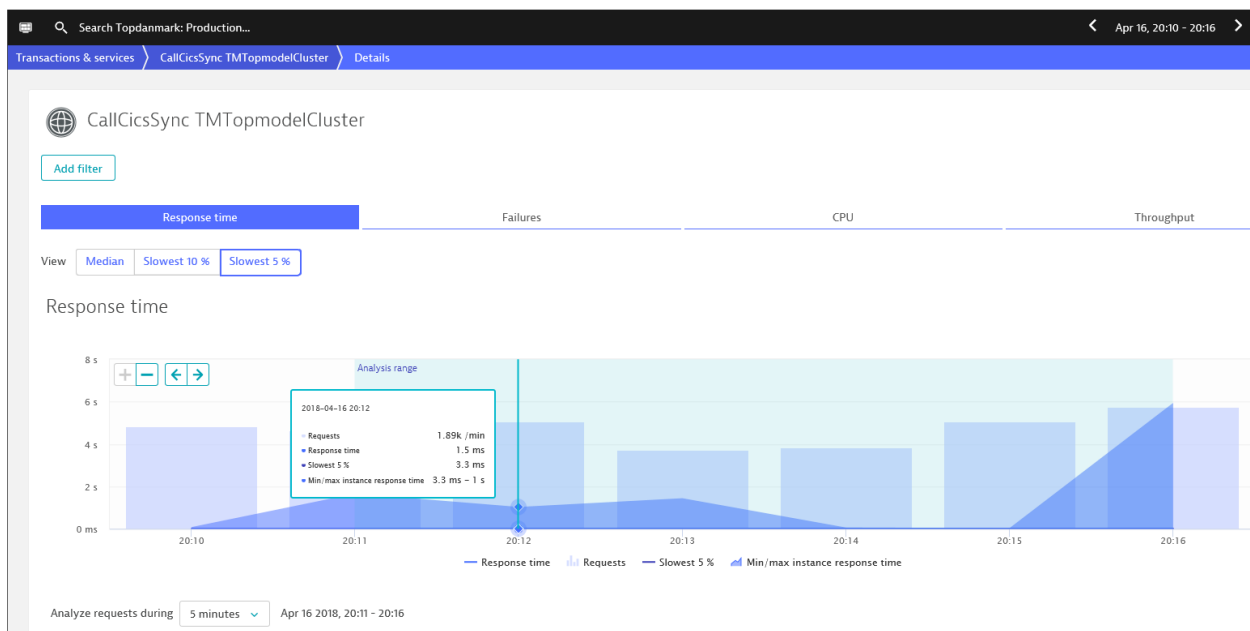 Search Topdanmark: Production... Apr 16, 20:10 - 20:16
Transactions & services CallCicsSync TMTopmodelCluster Details
CallCicsSync TMTopmodelCluster
Add filter
Response time Failures CPU Throughput
View Median Slowest 10 % Slowest 5 %
Response time
8 s
Analysis range
6 s
4 s
2 s
0 ms
2018-04-16 20:12
Requests 1.89k /min
Response time 1.5 ms
Slowest 5 % 3.3 ms
Min/max instance response time 3.3 ms - 1 s
20:10 20:11 20:12 20:13 20:14 20:15 20:16
Response time Requests Slowest 5 % Min/max instance response time
Analyze requests during 5 minutes Apr 16 2018, 20:11 - 20:16